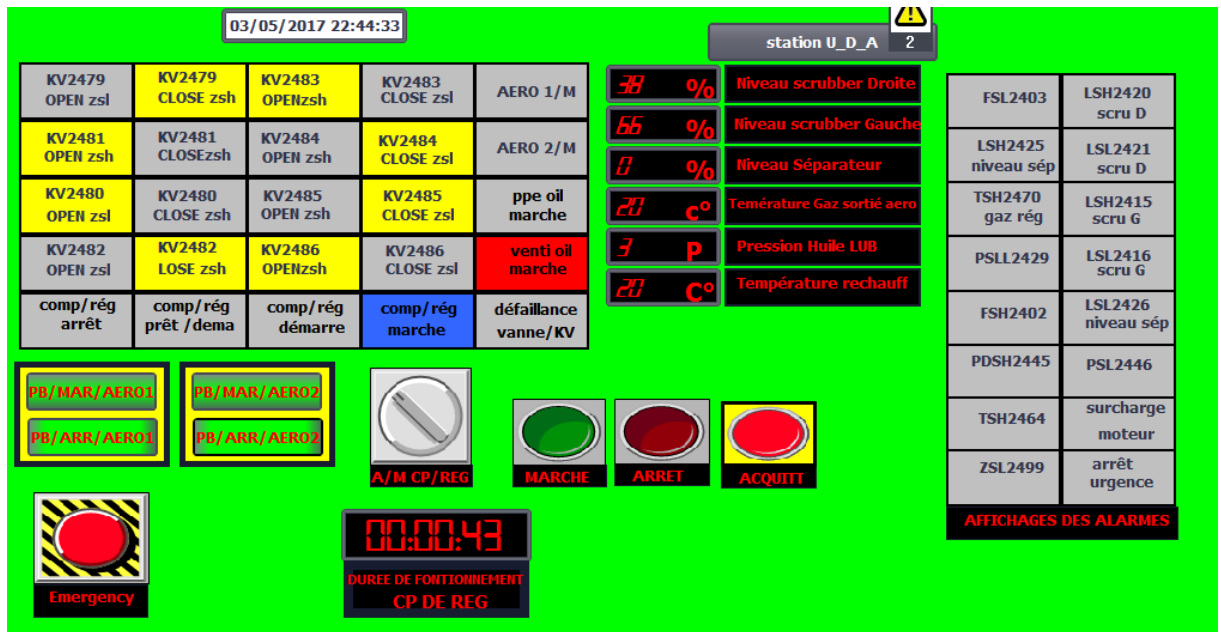 03/05/2017 22:44:33
station U_D_A
2
KV2479
OPEN zsl
KV2479
CLOSE zsh
KV2483
OPENzsh
KV2483
CLOSE zsl
AERO 1/M
KV2481
OPEN zsh
KV2481
CLOSEzsh
KV2484
OPEN zsh
KV2484
CLOSE zsl
AERO 2/M
KV2480
OPEN zsl
KV2480
CLOSE zsh
KV2485
OPEN zsh
KV2485
CLOSE zsl
ppe oil
marche
KV2482
OPEN zsl
KV2482
LOSE zsh
KV2486
OPENzsh
KV2486
CLOSE zsl
venti oil
marche
comp/rég
arrêt
comp/rég
prêt /dema
comp/rég
démarre
comp/rég
marche
défaillance
vanne/KV
38 % Niveau scrubber Droite
66 % Niveau scrubber Gauche
0 % Niveau Séparateur
20 c° Temérature Gaz sortié aero
3 P Pression Huile LUB
20 C° Température rechauff
FSL2403
LSH2420
scru D
LSH2425
niveau sép
LSL2421
scru D
TSH2470
gaz rég
LSH2415
scru G
PSLL2429
LSL2416
scru G
FSH2402
LSL2426
niveau sép
PDSH2445
PSL2446
TSH2464
surcharge
moteur
ZSL2499
arrêt
urgence
AFFICHAGES DES ALARMES
PB/MAR/AERO1
PB/ARR/AERO1
PB/MAR/AERO2
PB/ARR/AERO2
A/M CP/REG
MARCHE
ARRET
ACQUITT
Emergency
00:00:43
DUREE DE FONTIONNEMENT
CP DE REG